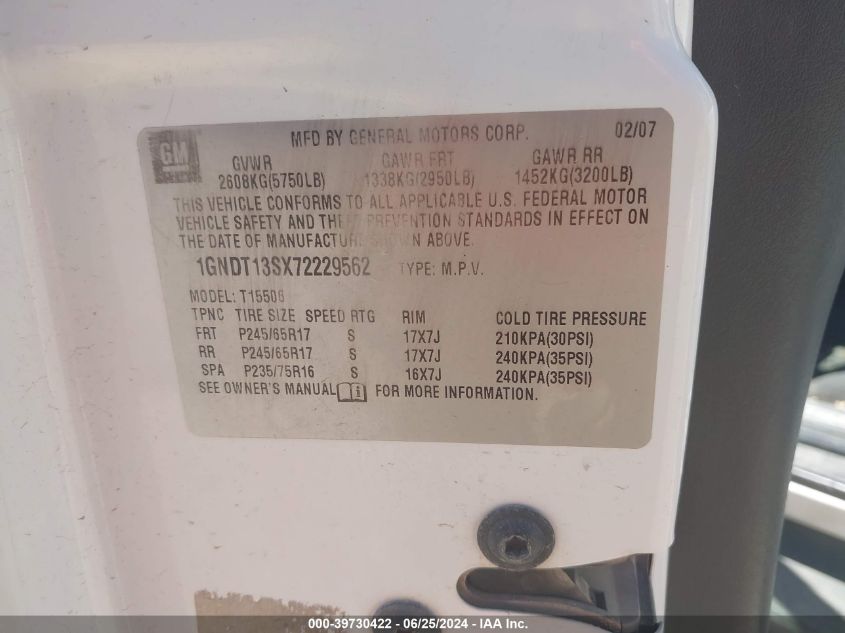 GM
MFD BY GENERAL MOTORS CORP. 02/07
GVWR GAWR FRT GAWR RR
2608KG(5750LB) 1338KG(2950LB) 1452KG(3200LB)
THIS VEHICLE CONFORMS TO ALL APPLICABLE U.S. FEDERAL MOTOR
VEHICLE SAFETY AND THEFT PREVENTION STANDARDS IN EFFECT ON
THE DATE OF MANUFACTURE SHOWN ABOVE.
1GNDT13SX72229562 TYPE: M.P.V.
MODEL: T15506
TPNC TIRE SIZE SPEED RTG RIM COLD TIRE PRESSURE
FRT P245/65R17 S 17X7J 210KPA(30PSI)
RR P245/65R17 S 17X7J 240KPA(35PSI)
SPA P235/75R16 S 16X7J 240KPA(35PSI)
SEE OWNER'S MANUAL i FOR MORE INFORMATION.
000-39730422 - 06/25/2024 - IAA, Inc.